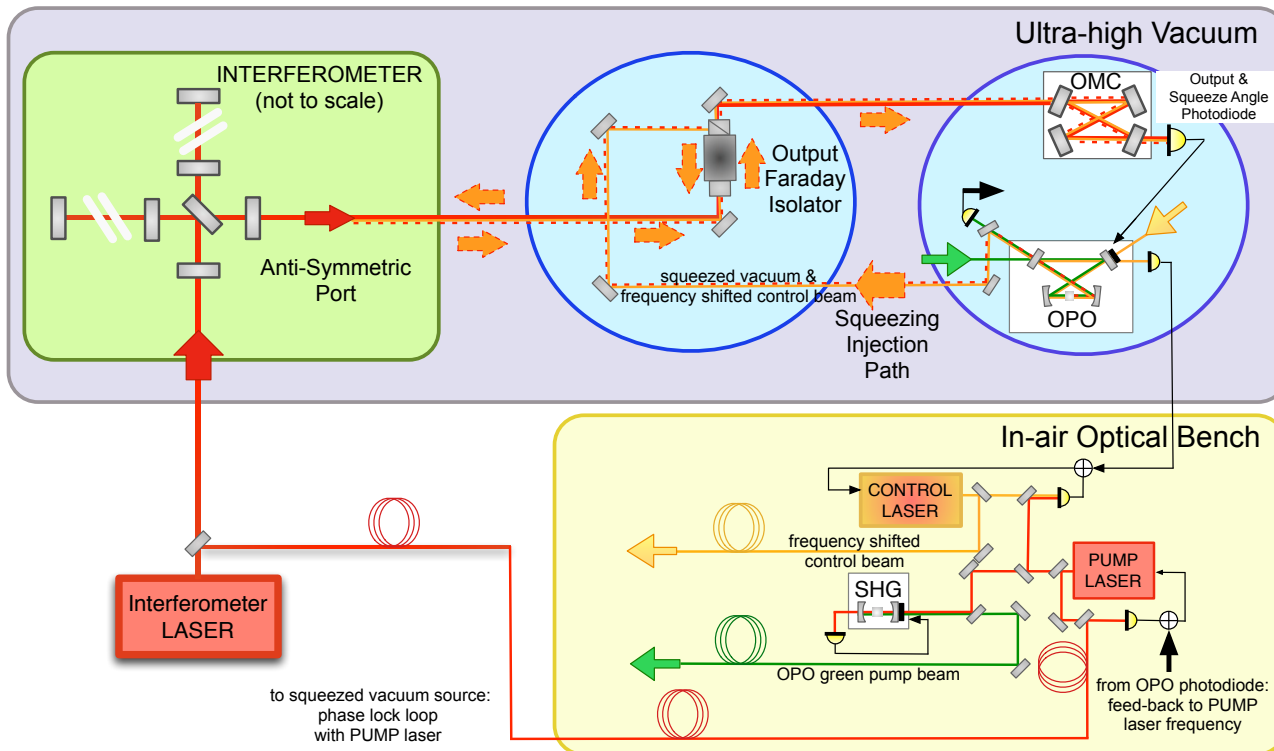 Ultra-high Vacuum
INTERFEROMETER
(not to scale)
OMC
Output &
Squeeze Angle
Photodiode
Output
Faraday
Isolator
Anti-Symmetric
Port
squeezed vacuum &
frequency shifted control beam
Squeezing
Injection
Path
OPO
In-air Optical Bench
CONTROL
LASER
frequency shifted
control beam
PUMP
LASER
SHG
Interferometer
LASER
OPO green pump beam
to squeezed vacuum source:
phase lock loop
with PUMP laser
from OPO photodiode:
feed-back to PUMP
laser frequency